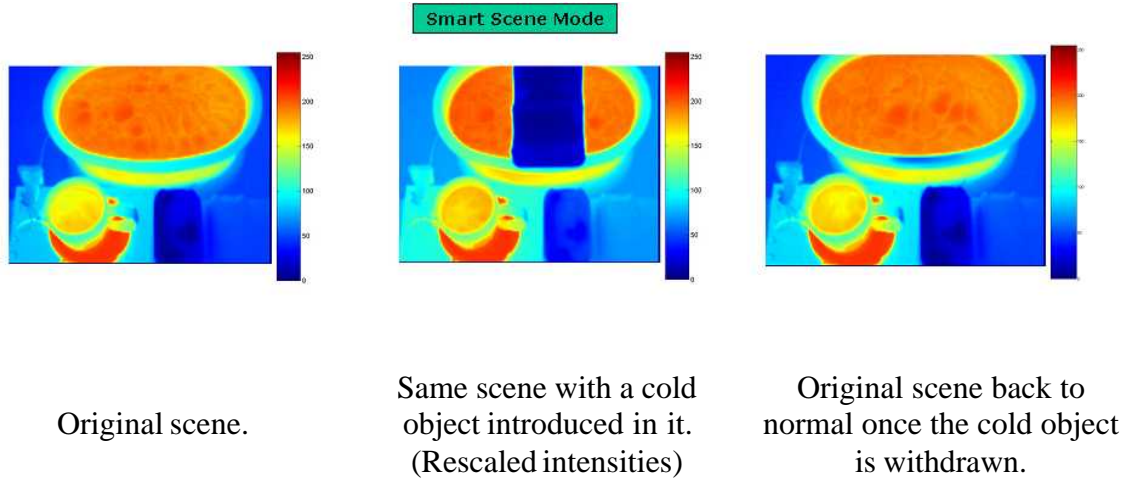 Smart Scene Mode
250
200
150
100
50
0
250
200
150
100
50
0
Original scene.
Same scene with a cold
object introduced in it.
(Rescaled intensities)
Original scene back to
normal once the cold object
is withdrawn.